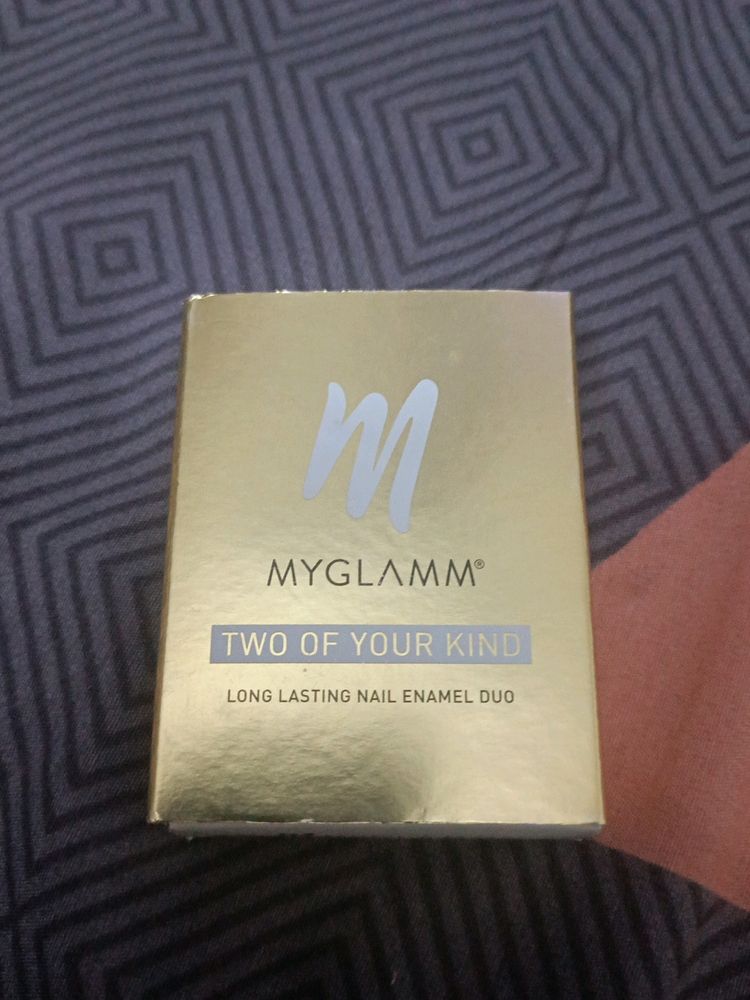 m
MYGLAMM®
TWO OF YOUR KIND
LONG LASTING NAIL ENAMEL DUO